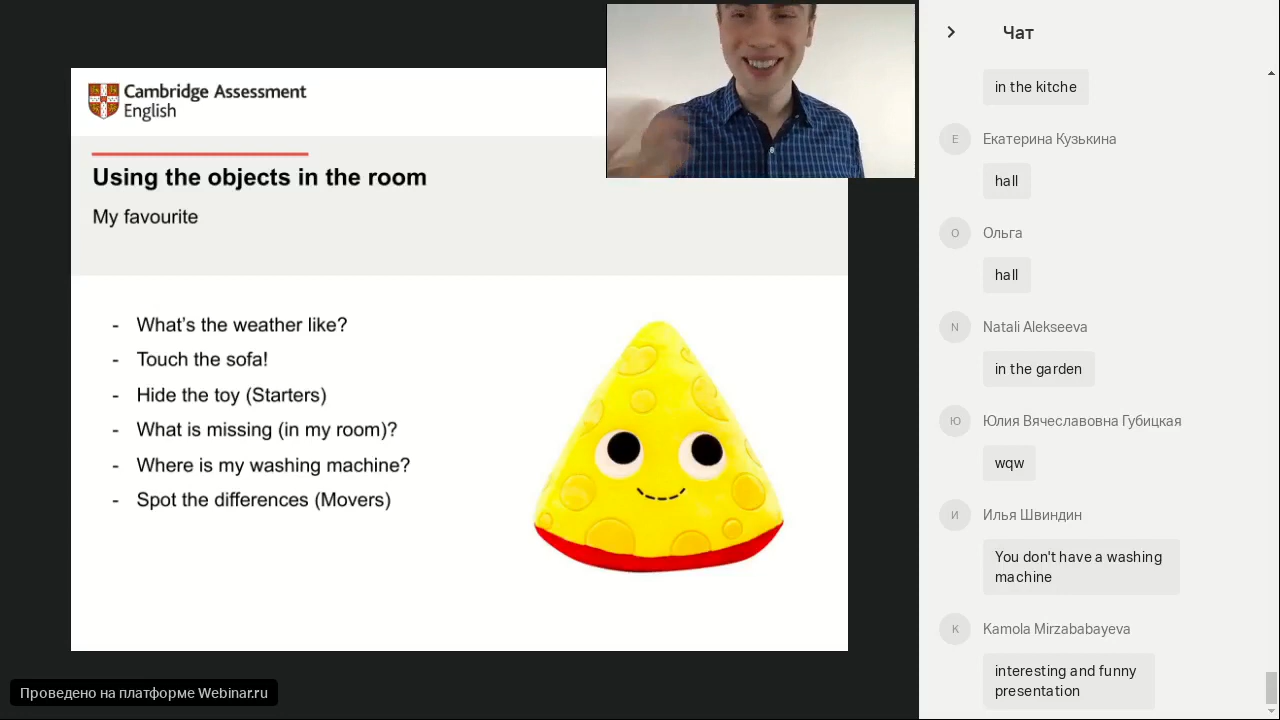 Cambridge Assessment
English
Using the objects in the room
My favourite
- What's the weather like?
- Touch the sofa!
- Hide the toy (Starters)
- What is missing (in my room)?
- Where is my washing machine?
- Spot the differences (Movers)
Проведено на платформе Webinar.ru
Чат
in the kitche
Е
Екатерина Кузькина
hall
О
Ольга
hall
N
Natali Alekseeva
in the garden
Ю
Юлия Вячеславовна Губицкая
wqw
И
Илья Швиндин
You don't have a washing
machine
K
Kamola Mirzababayeva
interesting and funny
presentation